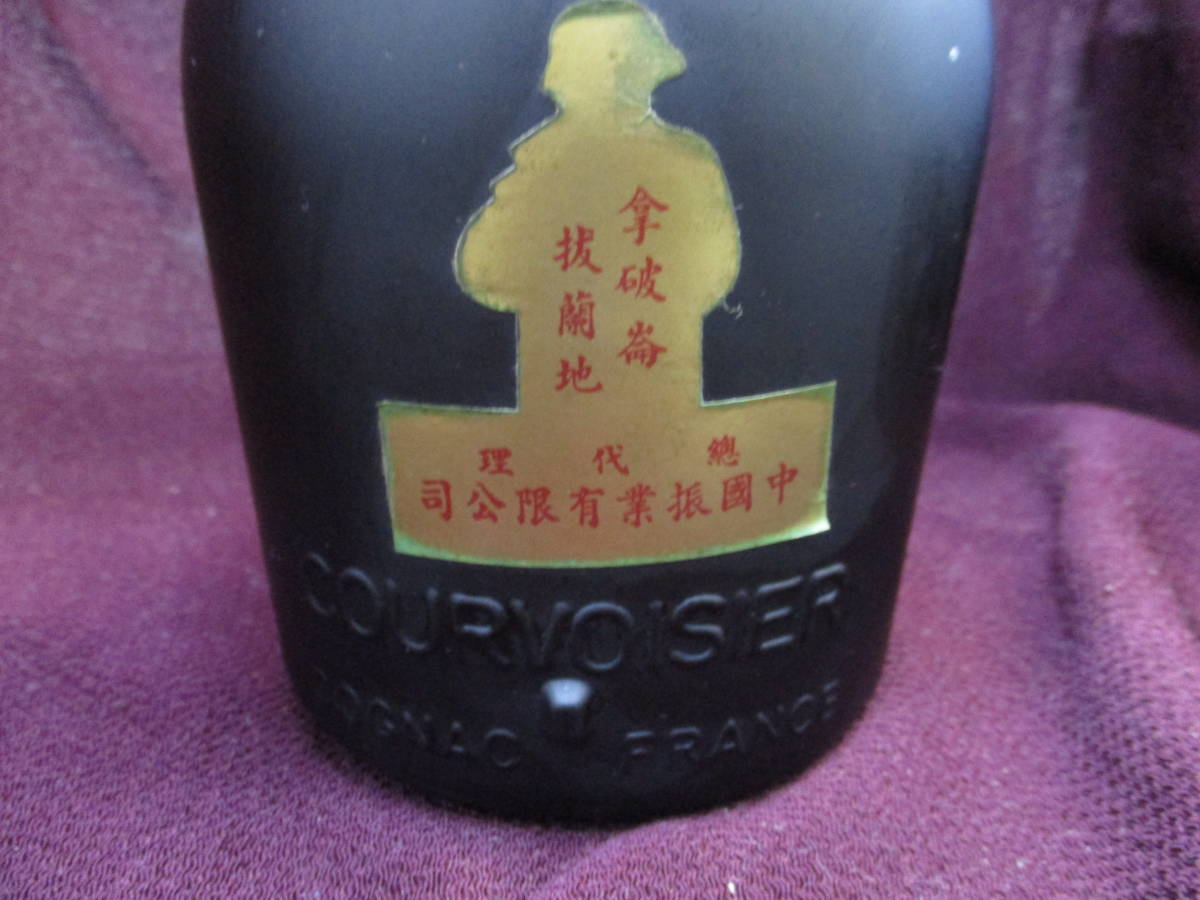 拿破崙
拔蘭地
總代理
中國振業有限公司
COURVOISIER
COGNAC FRANCE